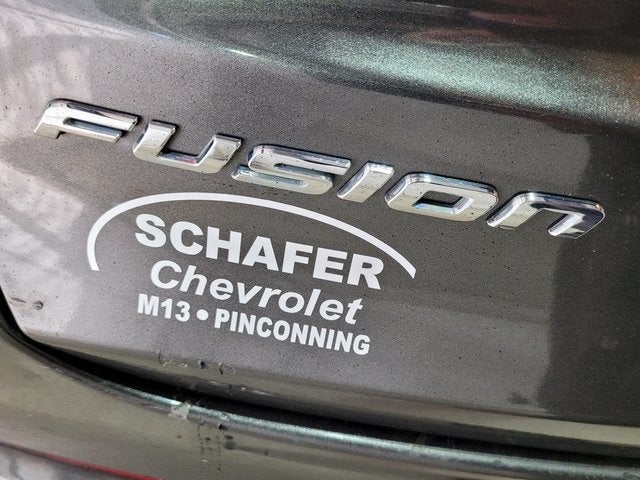 FUSION
SCHAFER
Chevrolet
M13 • PINCONNING